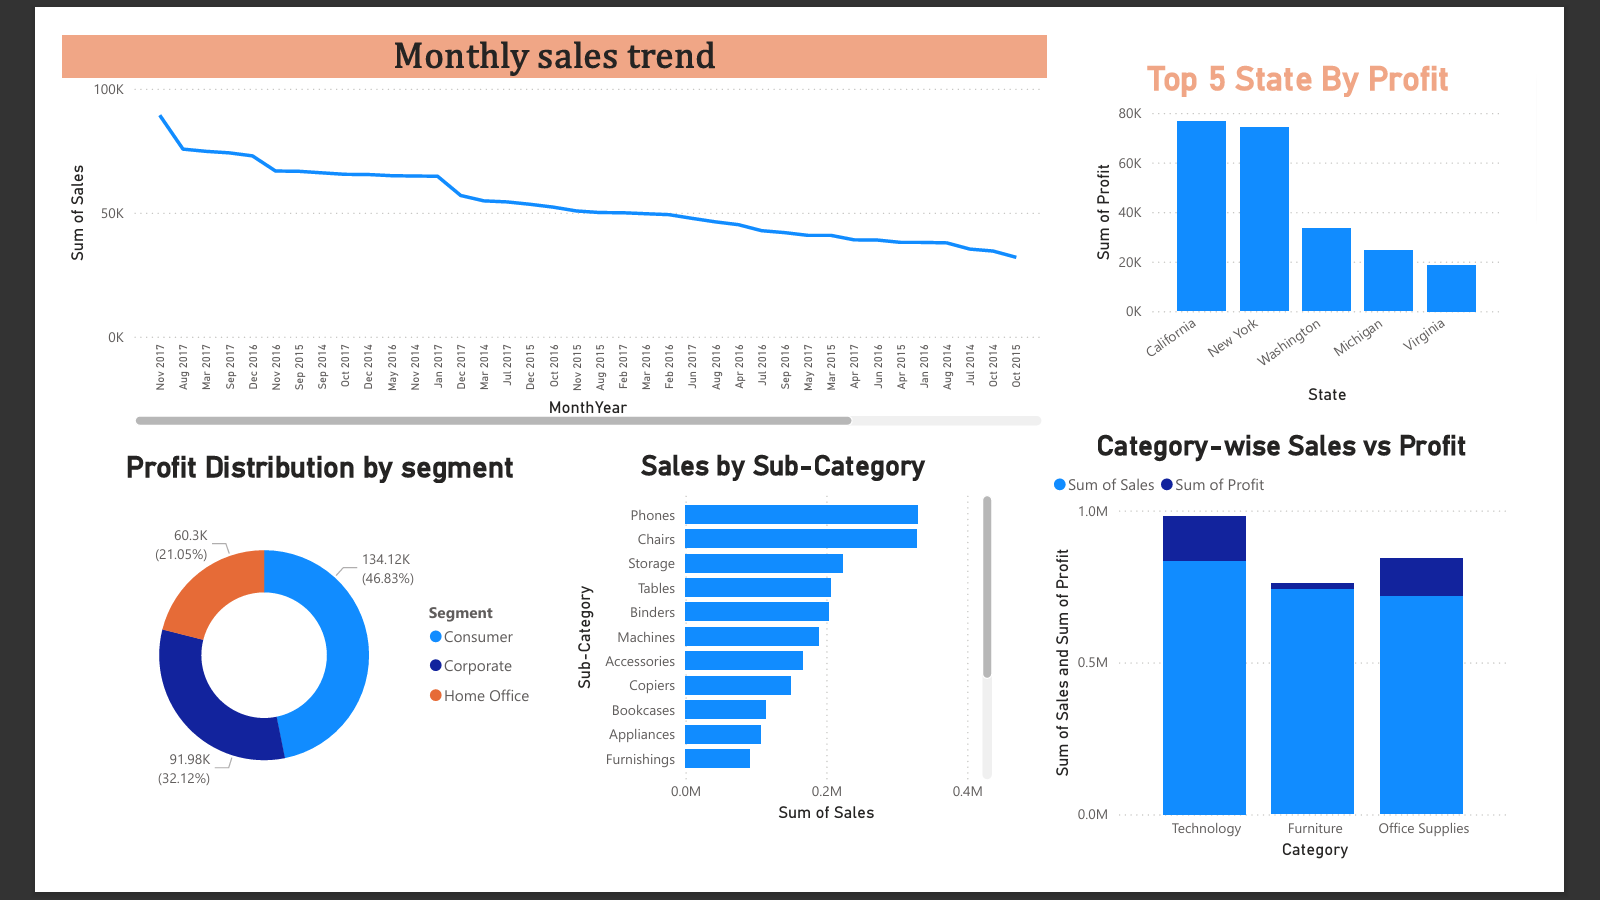 Monthly sales trend
100K
50K
0K
Sum of Sales
Nov 2017
Aug 2017
Mar 2017
Sep 2017
Dec 2016
Nov 2016
Sep 2015
Sep 2014
Oct 2017
Dec 2014
May 2016
Nov 2014
Jan 2017
Dec 2017
Mar 2014
Jul 2017
Dec 2015
Oct 2016
Nov 2015
Aug 2015
Feb 2017
Mar 2016
Feb 2016
Jun 2017
Aug 2016
Apr 2016
Jul 2016
Sep 2016
May 2017
Mar 2015
Apr 2017
Jun 2016
Apr 2015
Jan 2016
Aug 2014
Jul 2014
Oct 2014
Oct 2015
MonthYear
Top 5 State By Profit
80K
60K
40K
20K
0K
Sum of Profit
California
New York
Washington
Michigan
Virginia
State
Profit Distribution by segment
60.3K
(21.05%)
134.12K
(46.83%)
91.98K
(32.12%)
Segment
Consumer
Corporate
Home Office
Sales by Sub-Category
Sub-Category
Phones
Chairs
Storage
Tables
Binders
Machines
Accessories
Copiers
Bookcases
Appliances
Furnishings
0.0M
0.2M
0.4M
Sum of Sales
Category-wise Sales vs Profit
Sum of Sales
Sum of Profit
1.0M
0.5M
0.0M
Sum of Sales and Sum of Profit
Technology
Furniture
Office Supplies
Category